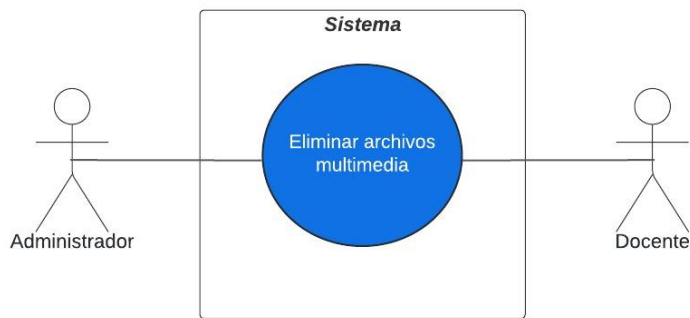 Sistema
Eliminar archivos
multimedia
Administrador
Docente